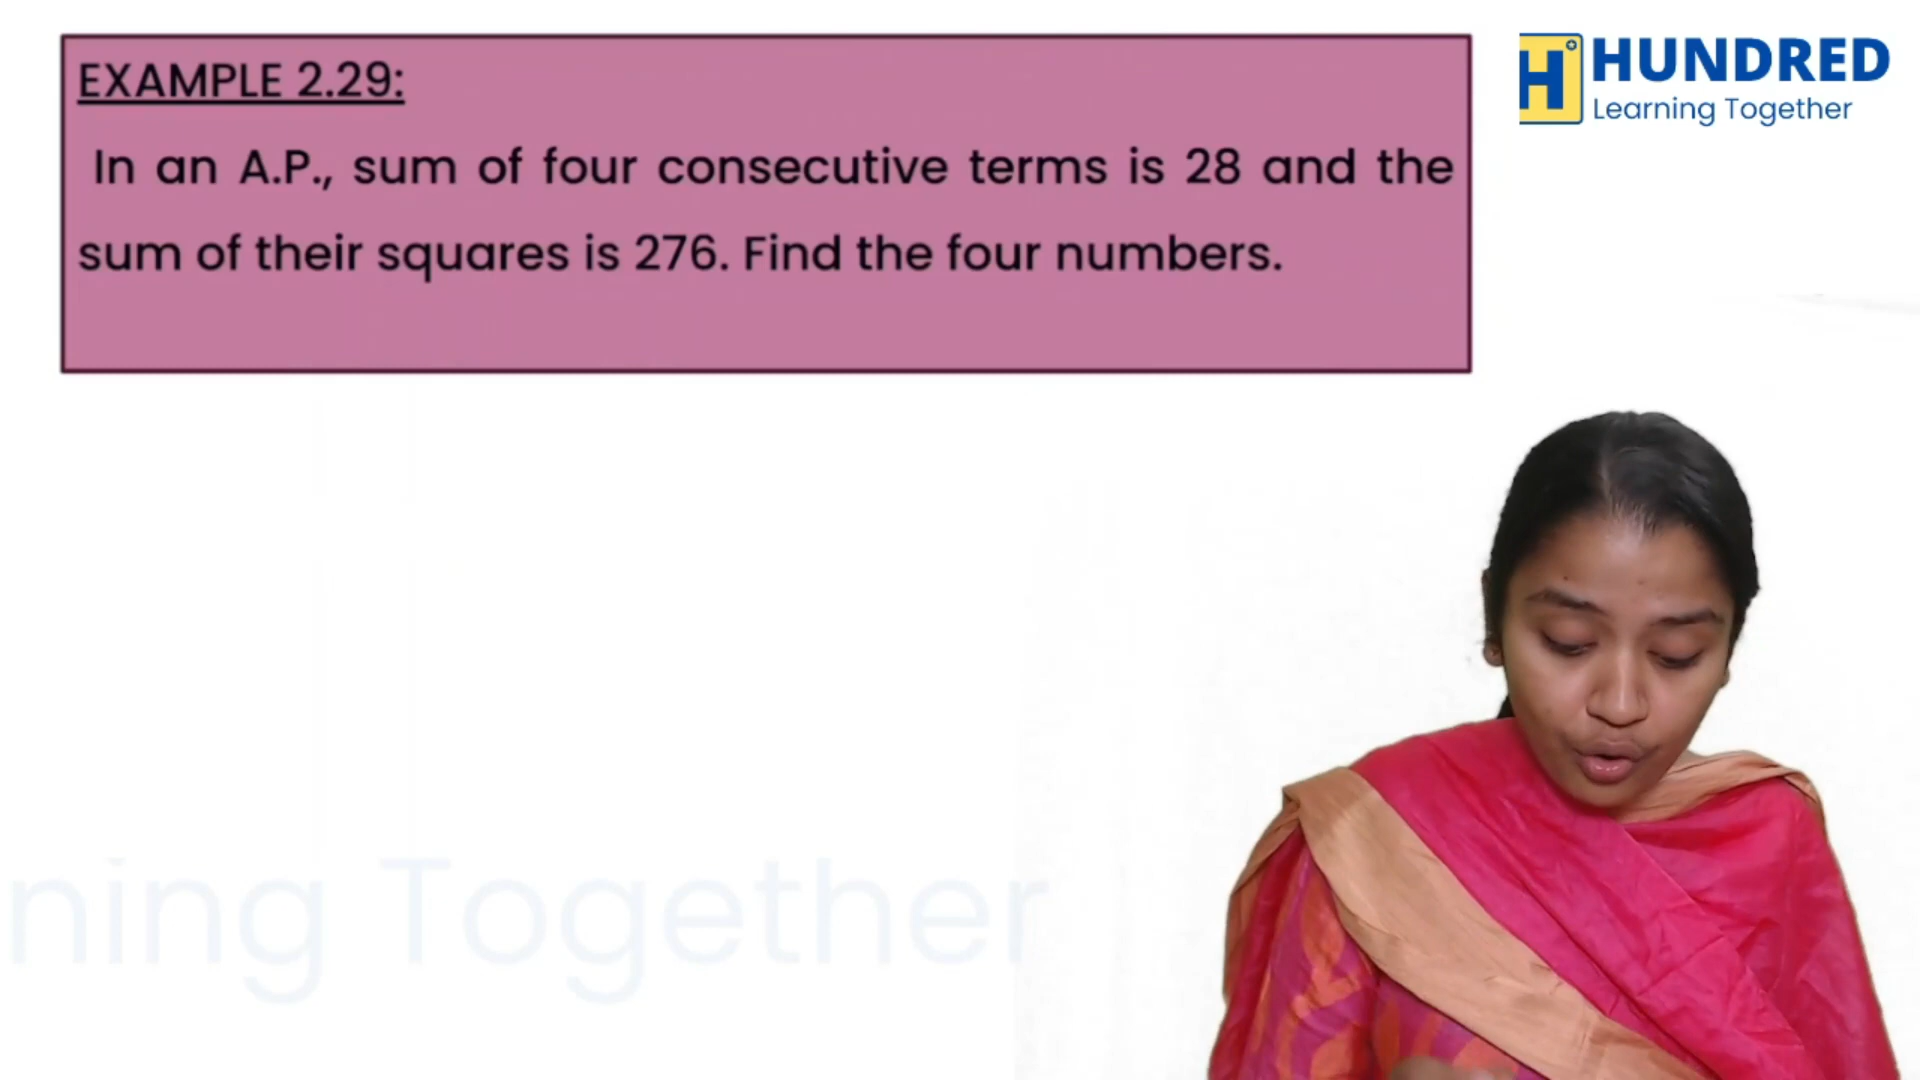 EXAMPLE 2.29:
In an A.P., sum of four consecutive terms is 28 and the
sum of their squares is 276. Find the four numbers.
H
HUNDRED
Learning Together
ning Together